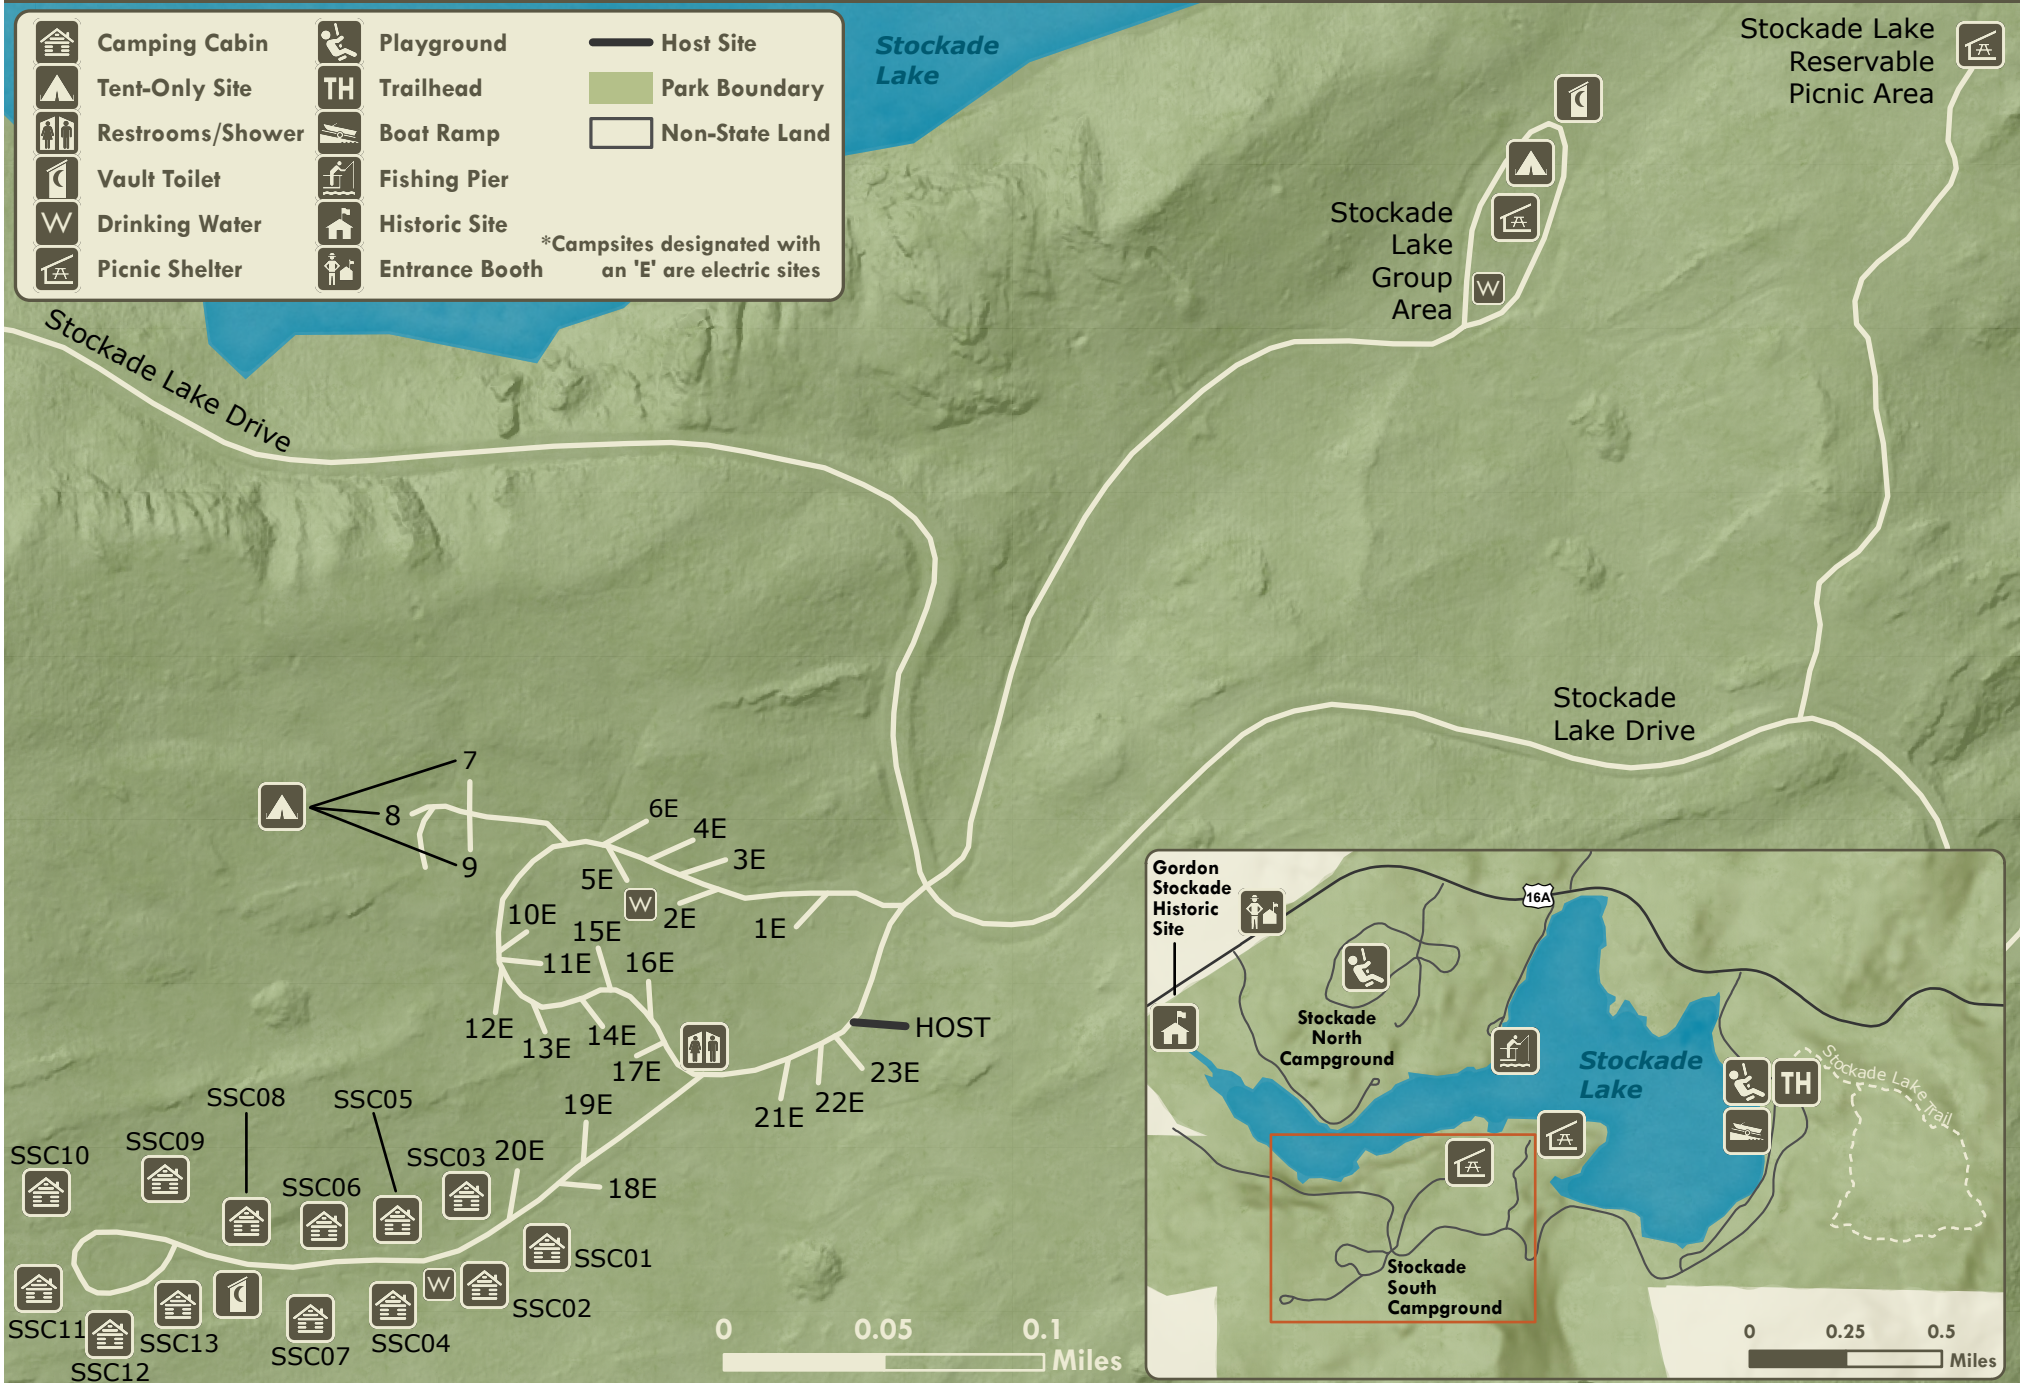 Camping Cabin
Tent-Only Site
Restrooms/Shower
Vault Toilet
W Drinking Water
Picnic Shelter
Playground
TH Trailhead
Boat Ramp
Fishing Pier
Historic Site
Entrance Booth
Host Site
Park Boundary
Non-State Land
*Campsites designated with
an 'E' are electric sites
Stockade
Lake
Stockade Lake
Reservable
Picnic Area
Stockade
Lake
Group
Area
W
Stockade Lake Drive
Stockade
Lake Drive
7
8
9
6E
4E
3E
5E
W
2E
1E
10E
15E
11E
16E
12E
13E
14E
17E
HOST
23E
22E
21E
19E
20E
18E
SSC08
SSC05
SSC10
SSC09
SSC03
SSC06
SSC01
W
SSC02
SSC11
SSC13
SSC04
SSC07
SSC12
0 0.05 0.1
Miles
Gordon
Stockade
Historic
Site
16A
Stockade
North
Campground
Stockade
Lake
TH
Stockade Lake Trail
Stockade
South
Campground
0 0.25 0.5
Miles